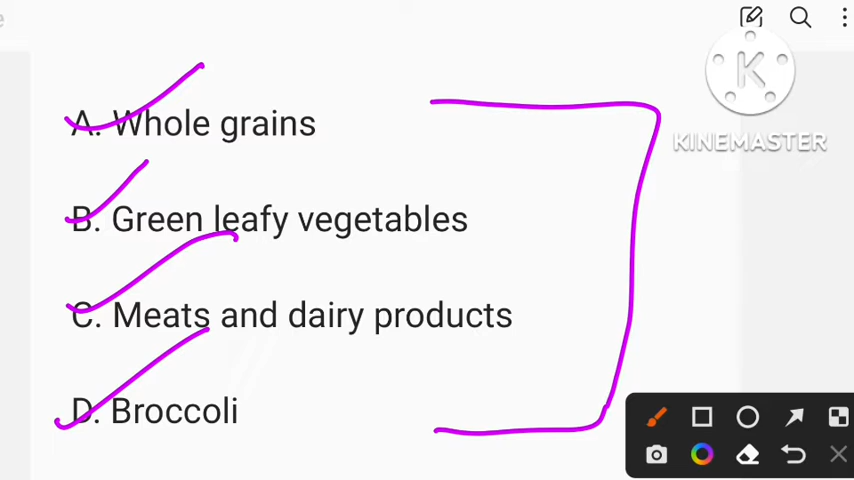 KINEMASTER
A. Whole grains
B. Green leafy vegetables
C. Meats and dairy products
D. Broccoli